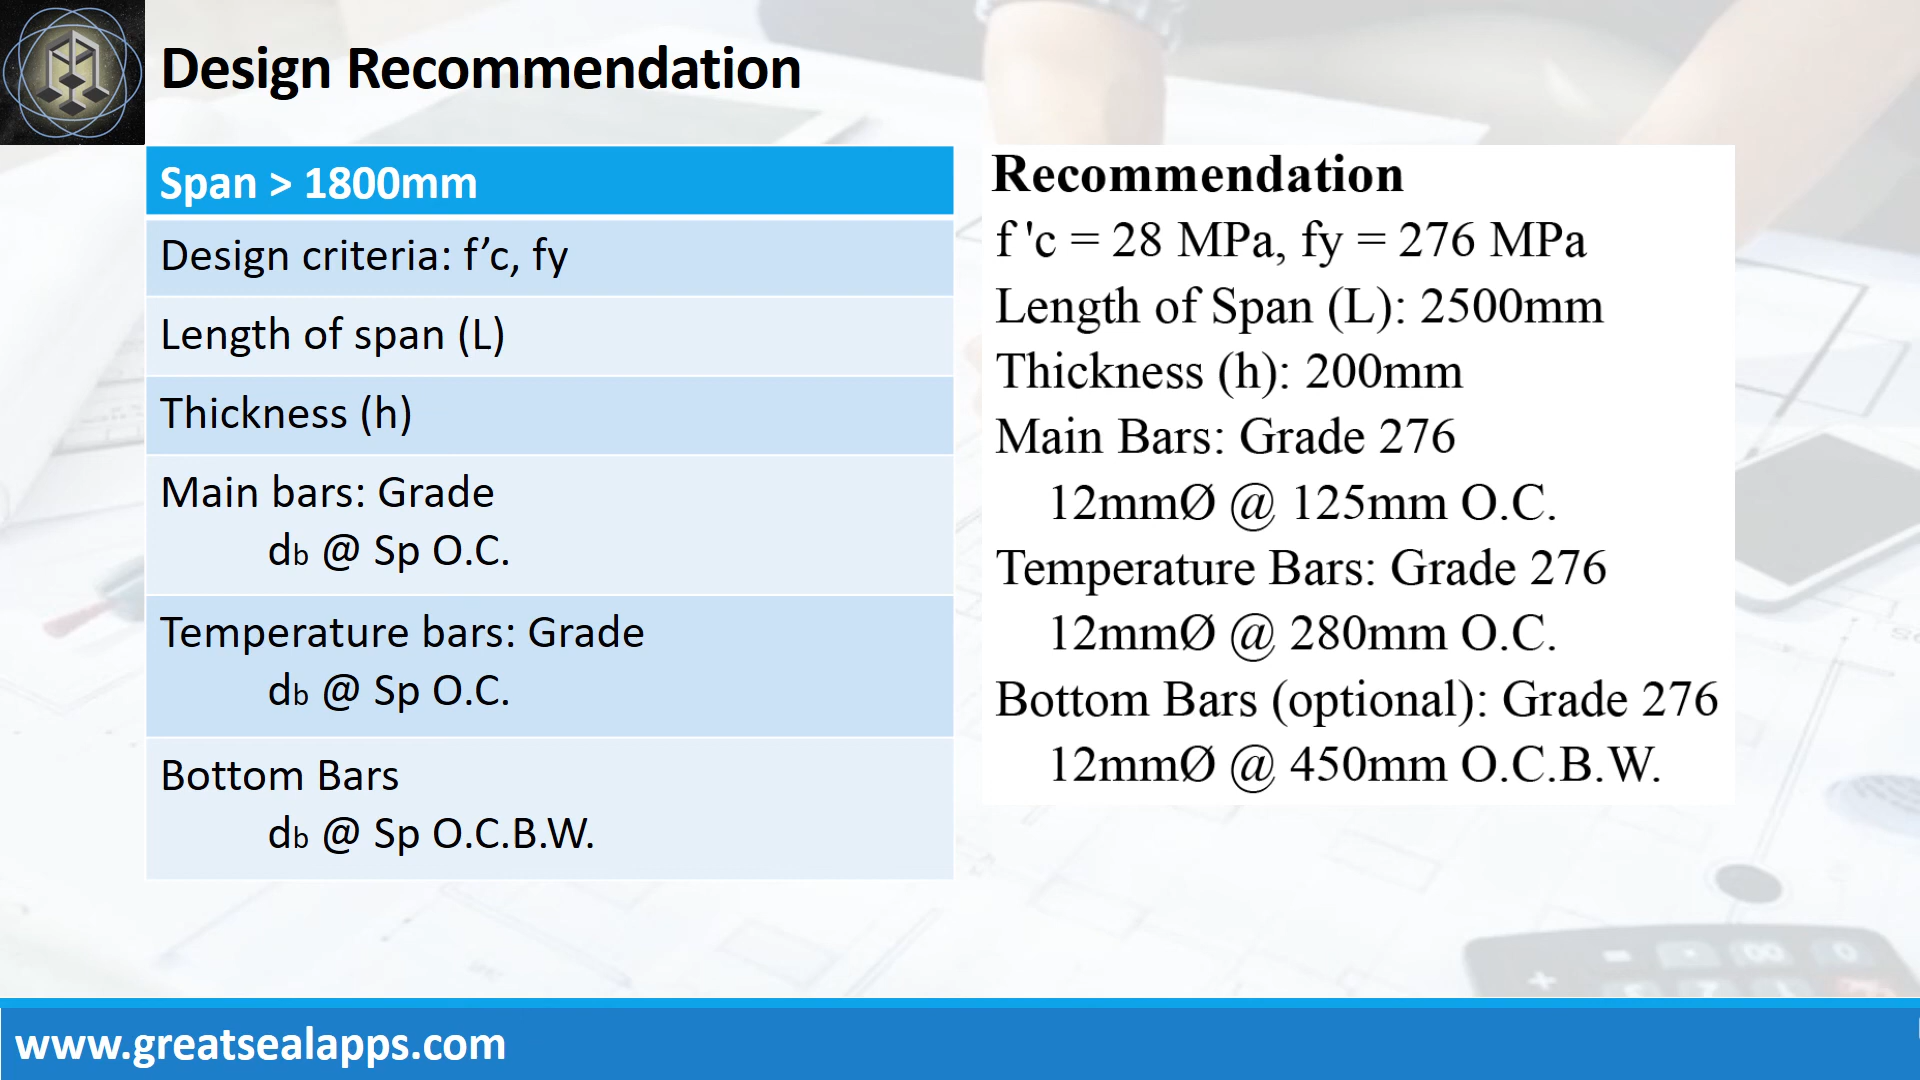 Design Recommendation
Span > 1800mm
Design criteria: f’c, fy
Length of span (L)
Thickness (h)
Main bars: Grade
db @ Sp O.C.
Temperature bars: Grade
db @ Sp O.C.
Bottom Bars
db @ Sp O.C.B.W.
Recommendation
f 'c = 28 MPa, fy = 276 MPa
Length of Span (L): 2500mm
Thickness (h): 200mm
Main Bars: Grade 276
12mmØ @ 125mm O.C.
Temperature Bars: Grade 276
12mmØ @ 280mm O.C.
Bottom Bars (optional): Grade 276
12mmØ @ 450mm O.C.B.W.
www.greatsealapps.com